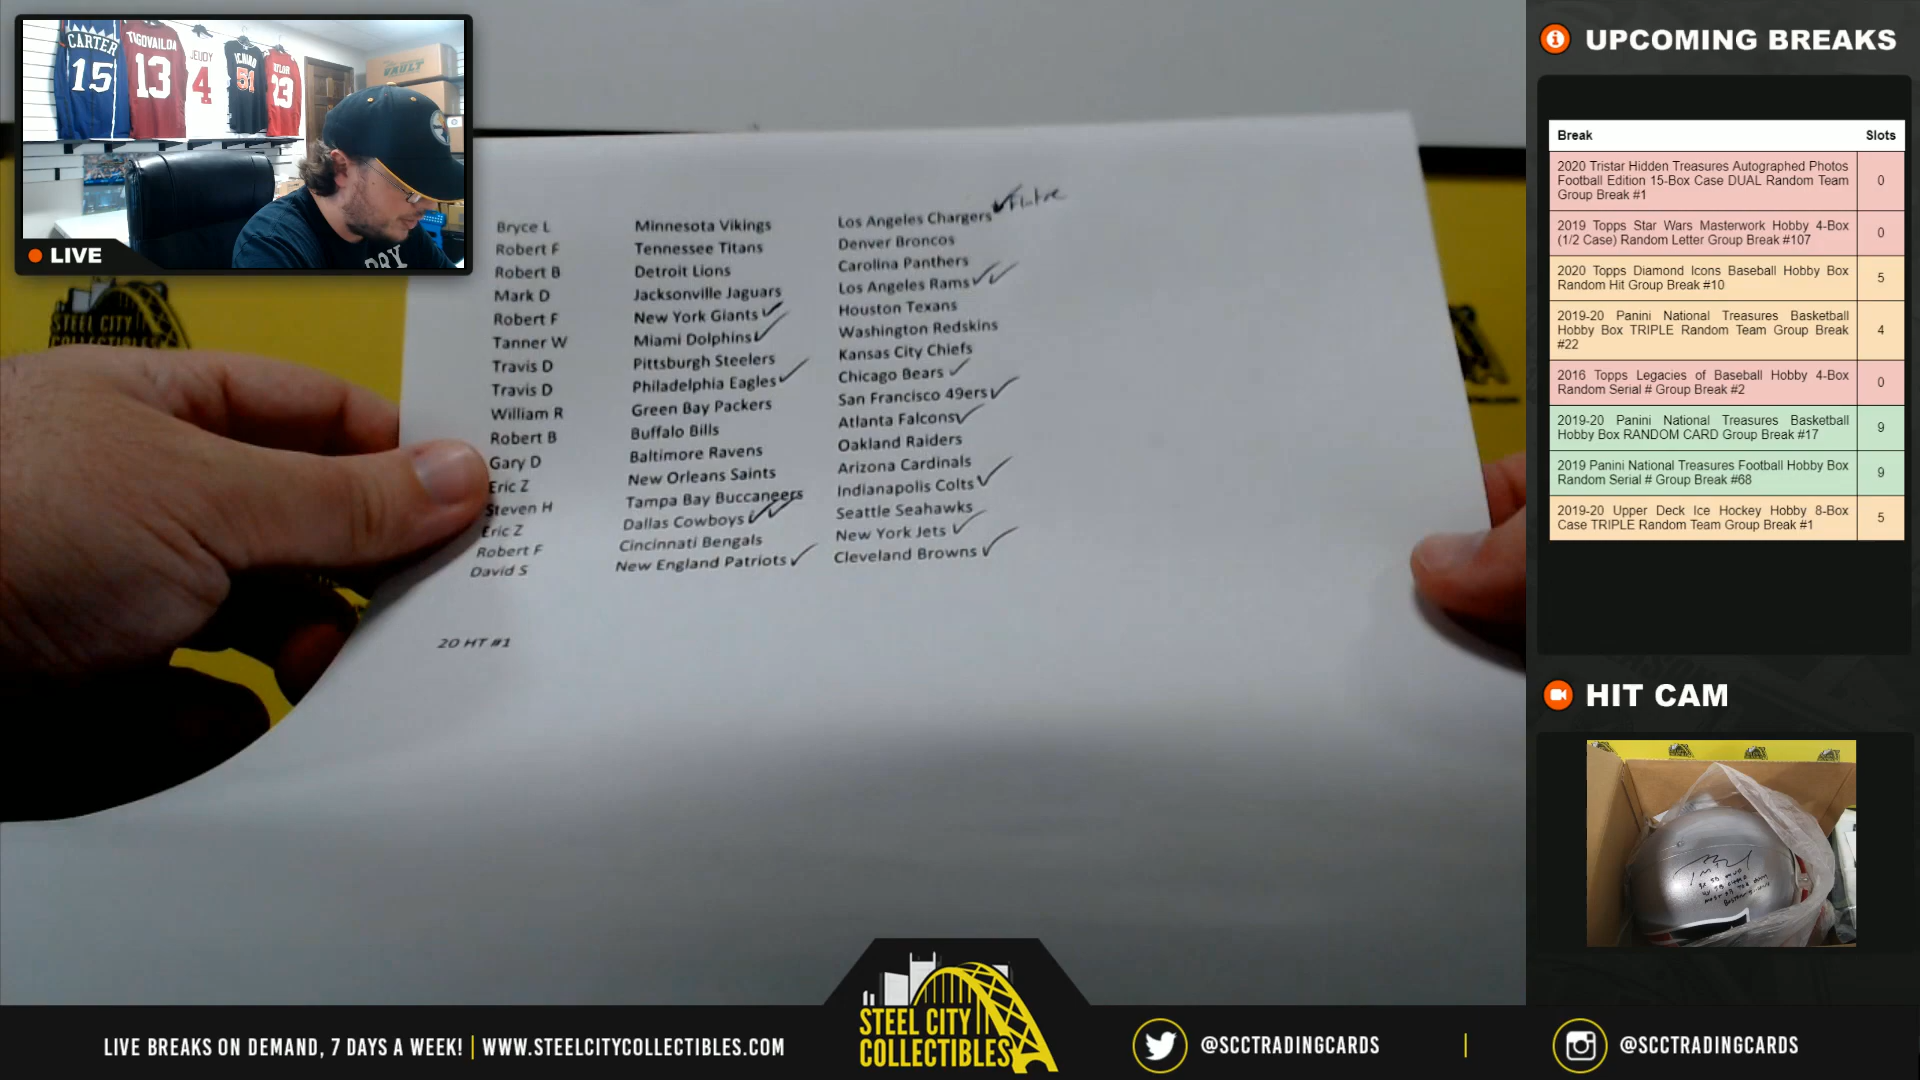 CARTER
15
TAGOVAILOA
13
JEUDY
4
ICHIRO
51
TAYLOR
23
VAULT
LIVE
STEEL CITY
COLLECTIBLES
Bryce L Minnesota Vikings Los Angeles Chargers
Robert F Tennessee Titans Denver Broncos
Robert B Detroit Lions Carolina Panthers
Mark D Jacksonville Jaguars Los Angeles Rams
Robert F New York Giants Houston Texans
Tanner W Miami Dolphins Washington Redskins
Travis D Pittsburgh Steelers Kansas City Chiefs
Travis D Philadelphia Eagles Chicago Bears
William R Green Bay Packers San Francisco 49ers
Robert B Buffalo Bills Atlanta Falcons
Gary D Baltimore Ravens Oakland Raiders
Eric Z New Orleans Saints Arizona Cardinals
Steven H Tampa Bay Buccaneers Indianapolis Colts
Eric Z Dallas Cowboys Seattle Seahawks
Robert F Cincinnati Bengals New York Jets
David S New England Patriots Cleveland Browns
20 HT #1
UPCOMING BREAKS
Break Slots
2020 Tristar Hidden Treasures Autographed Photos
Football Edition 15-Box Case DUAL Random Team
Group Break #1 0
2019 Topps Star Wars Masterwork Hobby 4-Box
(1/2 Case) Random Letter Group Break #107 0
2020 Topps Diamond Icons Baseball Hobby Box
Random Hit Group Break #10 5
2019-20 Panini National Treasures Basketball
Hobby Box TRIPLE Random Team Group Break
#22 4
2016 Topps Legacies of Baseball Hobby 4-Box
Random Serial # Group Break #2 0
2019-20 Panini National Treasures Basketball
Hobby Box RANDOM CARD Group Break #17 9
2019 Panini National Treasures Football Hobby Box
Random Serial # Group Break #68 9
2019-20 Upper Deck Ice Hockey Hobby 8-Box
Case TRIPLE Random Team Group Break #1 5
HIT CAM
LIVE BREAKS ON DEMAND, 7 DAYS A WEEK! | WWW.STEELCITYCOLLECTIBLES.COM
STEEL CITY
COLLECTIBLES
@SCCTRADINGCARDS | @SCCTRADINGCARDS